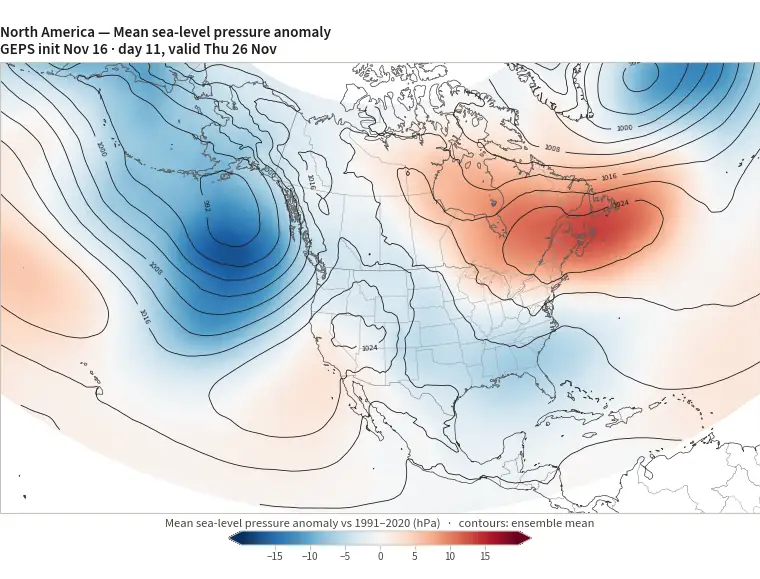 North America — Mean sea-level pressure anomaly
GEPS init Nov 16 · day 11, valid Thu 26 Nov
1000
1008
1016
1000
1016
1024
992
1008
1016
1024
Mean sea-level pressure anomaly vs 1991–2020 (hPa) · contours: ensemble mean
−15 −10 −5 0 5 10 15